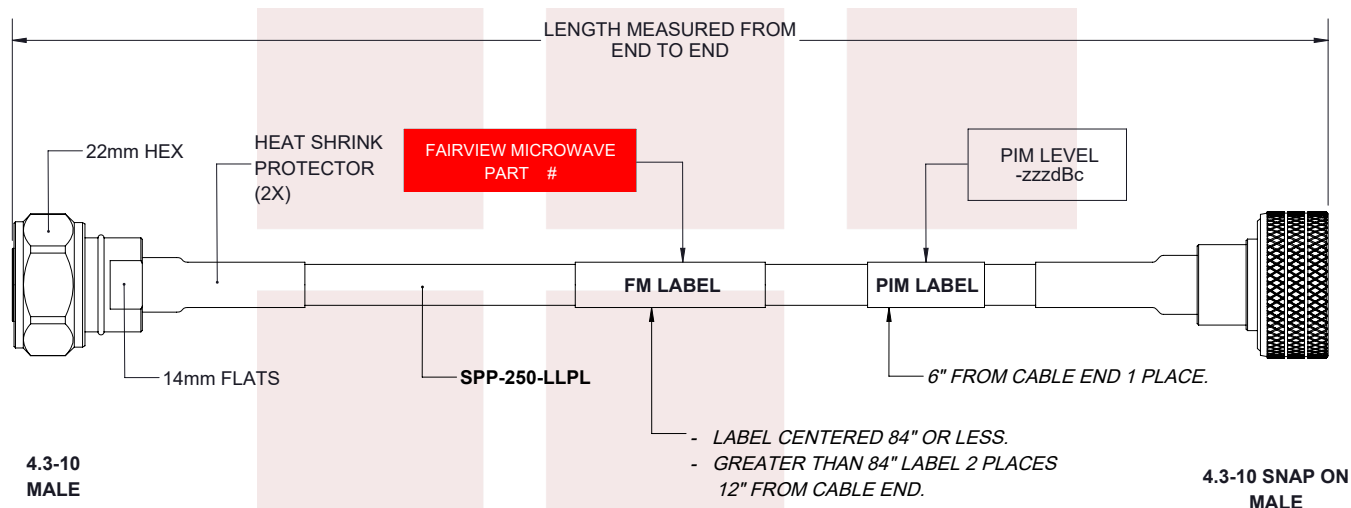 LENGTH MEASURED FROM
END TO END
22mm HEX
HEAT SHRINK
PROTECTOR
(2X)
FAIRVIEW MICROWAVE
PART #
PIM LEVEL
-zzzdBc
FM LABEL
PIM LABEL
14mm FLATS
SPP-250-LLPL
6" FROM CABLE END 1 PLACE.
- LABEL CENTERED 84" OR LESS.
- GREATER THAN 84" LABEL 2 PLACES
12" FROM CABLE END.
4.3-10
MALE
4.3-10 SNAP ON
MALE